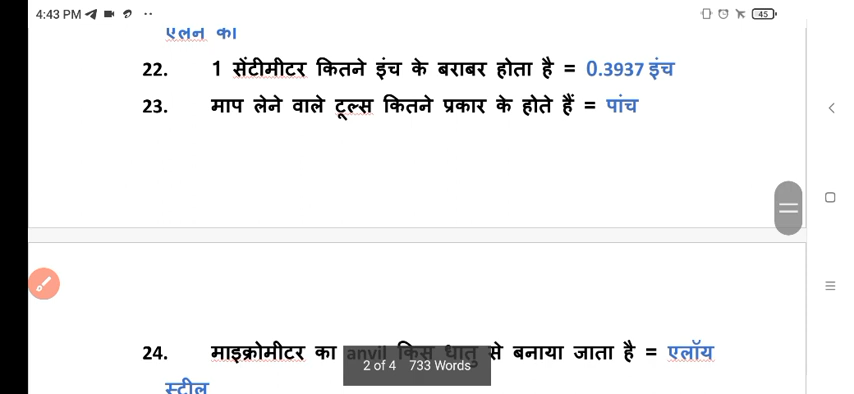 4:43 PM
45
एलन का
22. 1 सेंटीमीटर कितने इंच के बराबर होता है = 0.3937 इंच
23. माप लेने वाले टूल्स कितने प्रकार के होते हैं = पांच
24. माइक्रोमीटर का anvil किस धातु से बनाया जाता है = एलॉय
2 of 4 733 Words
स्टील